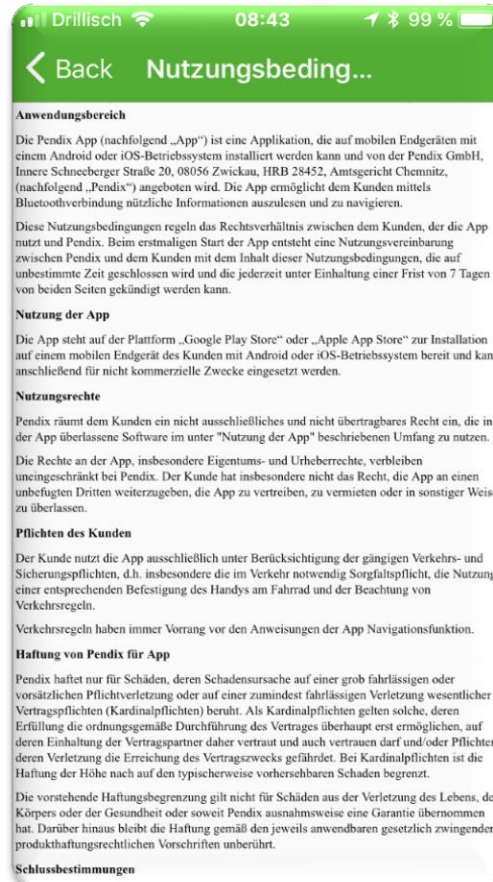 Drillisch 08:43 99 %
Back Nutzungsbeding...
Anwendungsbereich
Die Pendix App (nachfolgend „App“) ist eine Applikation, die auf mobilen Endgeräten mit
einem Android oder iOS-Betriebssystem installiert werden kann und von der Pendix GmbH,
Innere Schneeberger Straße 20, 08056 Zwickau, HRB 28452, Amtsgericht Chemnitz,
(nachfolgend „Pendix“) angeboten wird. Die App ermöglicht dem Kunden mittels
Bluetoothverbindung nützliche Informationen auszulesen und zu navigieren.
Diese Nutzungsbedingungen regeln das Rechtsverhältnis zwischen dem Kunden, der die App
nutzt und Pendix. Beim erstmaligen Start der App entsteht eine Nutzungsvereinbarung
zwischen Pendix und dem Kunden mit dem Inhalt dieser Nutzungsbedingungen, die auf
unbestimmte Zeit geschlossen wird und die jederzeit unter Einhaltung einer Frist von 7 Tagen
von beiden Seiten gekündigt werden kann.
Nutzung der App
Die App steht auf der Plattform „Google Play Store“ oder „Apple App Store“ zur Installation
auf einem mobilen Endgerät des Kunden mit Android oder iOS-Betriebssystem bereit und kan
anschließend für nicht kommerzielle Zwecke eingesetzt werden.
Nutzungsrechte
Pendix räumt dem Kunden ein nicht ausschließliches und nicht übertragbares Recht ein, die in
der App überlassene Software im unter "Nutzung der App" beschriebenen Umfang zu nutzen.
Die Rechte an der App, insbesondere Eigentums- und Urheberrechte, verbleiben
uneingeschränkt bei Pendix. Der Kunde hat insbesondere nicht das Recht, die App an einen
unbefugten Dritten weiterzugeben, die App zu vertreiben, zu vermieten oder in sonstiger Weise
zu überlassen.
Pflichten des Kunden
Der Kunde nutzt die App ausschließlich unter Berücksichtigung der gängigen Verkehrs- und
Sicherungspflichten, d.h. insbesondere die im Verkehr notwendig Sorgfaltspflicht, die Nutzung
einer entsprechenden Befestigung des Handys am Fahrrad und der Beachtung von
Verkehrsregeln.
Verkehrsregeln haben immer Vorrang vor den Anweisungen der App Navigationsfunktion.
Haftung von Pendix für App
Pendix haftet nur für Schäden, deren Schadensursache auf einer grob fahrlässigen oder
vorsätzlichen Pflichtverletzung oder auf einer zumindest fahrlässigen Verletzung wesentlicher
Vertragspflichten (Kardinalpflichten) beruht. Als Kardinalpflichten gelten solche, deren
Erfüllung die ordnungsgemäße Durchführung des Vertrages überhaupt erst ermöglichen, auf
deren Einhaltung der Vertragspartner daher vertraut und auch vertrauen darf und/oder Pflichten
deren Verletzung die Erreichung des Vertragszwecks gefährdet. Bei Kardinalpflichten ist die
Haftung der Höhe nach auf den typischerweise vorhersehbaren Schaden begrenzt.
Die vorstehende Haftungsbegrenzung gilt nicht für Schäden aus der Verletzung des Lebens, de
Körpers oder der Gesundheit oder soweit Pendix ausnahmsweise eine Garantie übernommen
hat. Darüber hinaus bleibt die Haftung gemäß den jeweils anwendbaren gesetzlich zwingenden
produkthaftungsrechtlichen Vorschriften unberührt.
Schlussbestimmungen